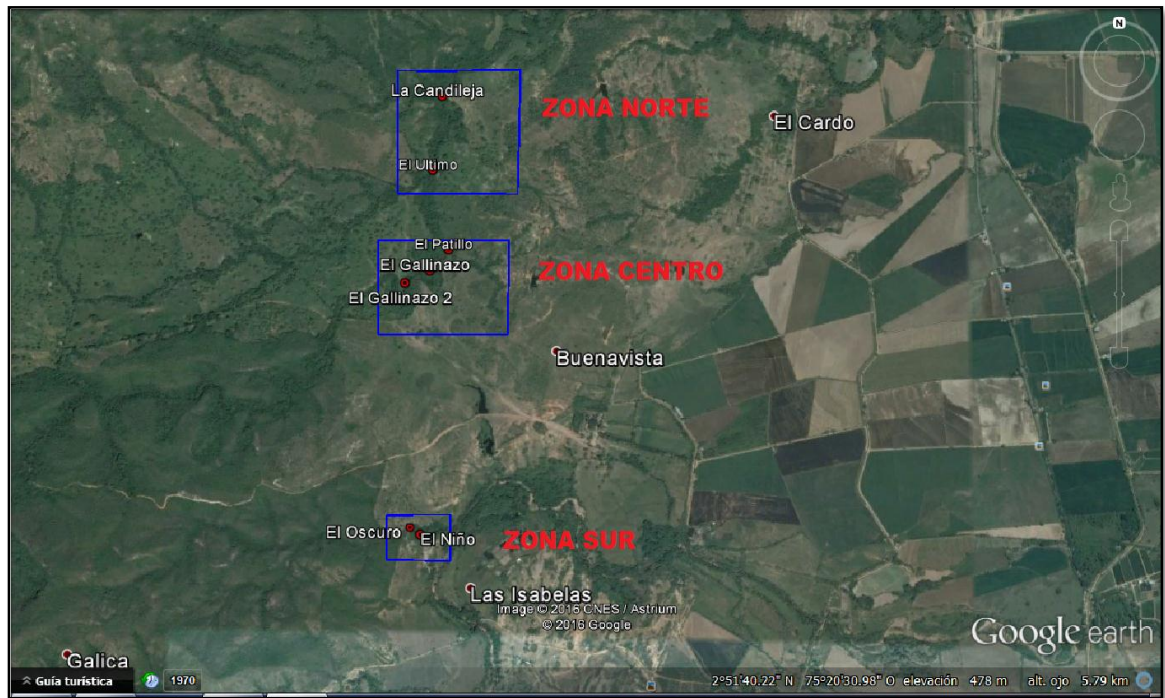 N
La Candileja
ZONA NORTE
El Cardo
El Ultimo
El Patillo
El Gallinazo
ZONA CENTRO
El Gallinazo 2
Buenavista
El Oscuro
El Niño
ZONA SUR
Las Isabelas
Image © 2016 CNES / Astrium
© 2016 Google
Google earth
Galica
Guía turística
1970
2°51'40.22" N 75°20'30.98" O elevación 478 m alt. ojo 5.79 km